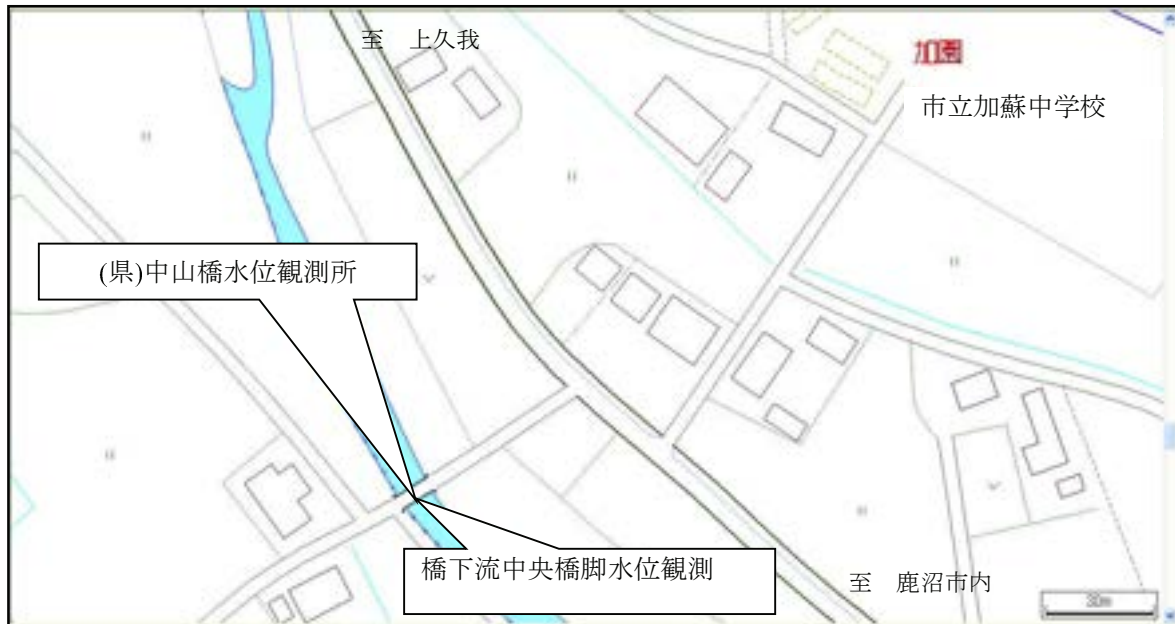 至　上久我
加園
市立加蘇中学校
(県)中山橋水位観測所
橋下流中央橋脚水位観測
至　鹿沼市内
30m